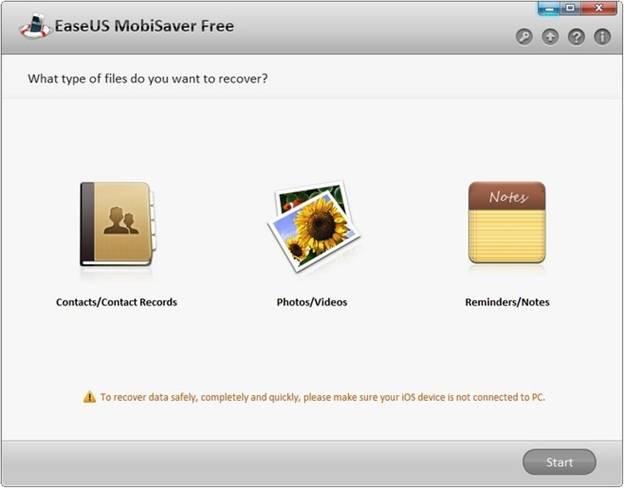 EaseUS MobiSaver Free
What type of files do you want to recover?
Notes
Contacts/Contact Records
Photos/Videos
Reminders/Notes
To recover data safely, completely and quickly, please make sure your iOS device is not connected to PC.
Start